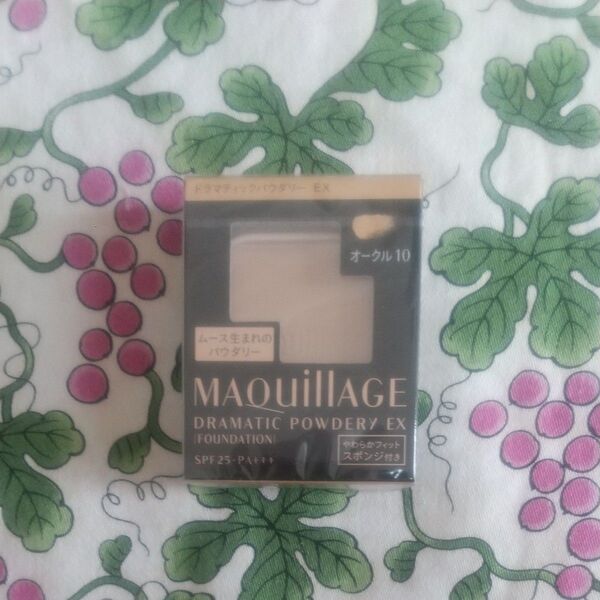 ドラマティックパウダリー EX
オークル10
ムース生まれの
パウダリー
MAQuillAGE
DRAMATIC POWDERY EX
(FOUNDATION)
SPF25・PA+++
やわらかフィット
スポンジ付き